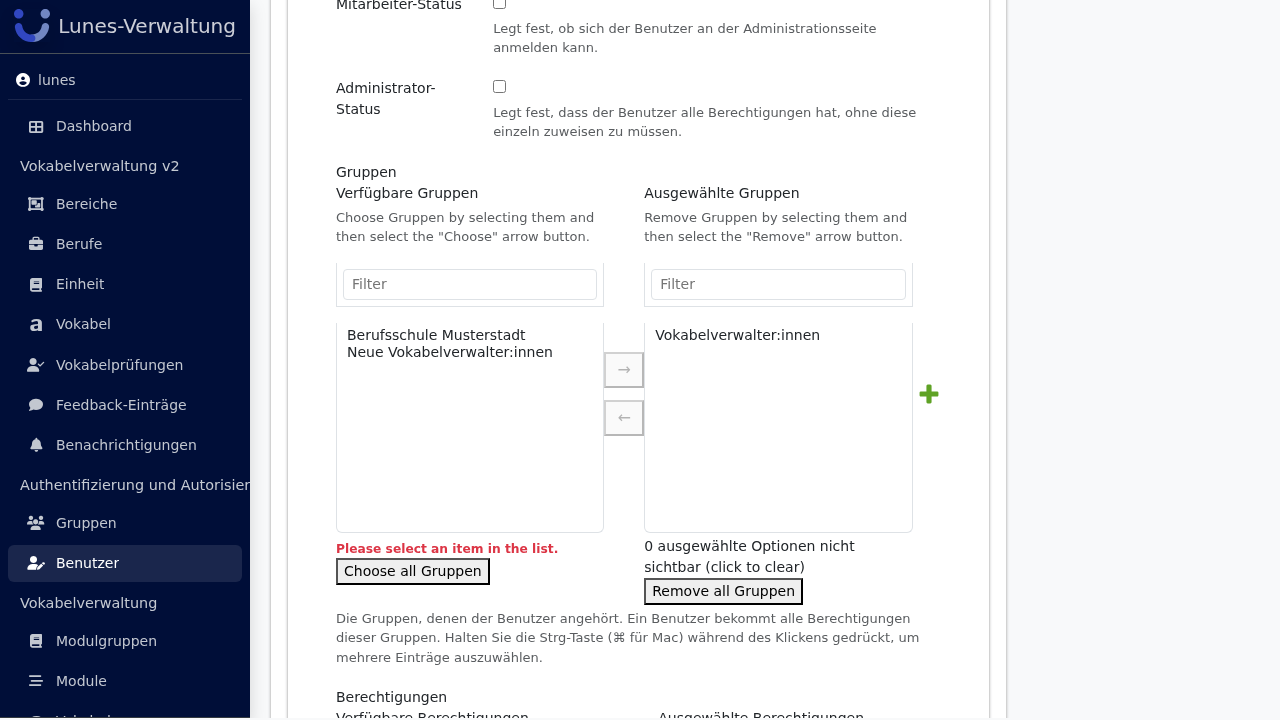 Lunes-Verwaltung
lunes
Dashboard
Vokabelverwaltung v2
Bereiche
Berufe
Einheit
Vokabel
Vokabelprüfungen
Feedback-Einträge
Benachrichtigungen
Authentifizierung und Autorisier
Gruppen
Benutzer
Vokabelverwaltung
Modulgruppen
Module
Mitarbeiter-Status
Legt fest, ob sich der Benutzer an der Administrationsseite
anmelden kann.
Administrator-
Status
Legt fest, dass der Benutzer alle Berechtigungen hat, ohne diese
einzeln zuweisen zu müssen.
Gruppen
Verfügbare Gruppen
Choose Gruppen by selecting them and
then select the "Choose" arrow button.
Filter
Berufsschule Musterstadt
Neue Vokabelverwalter:innen
→
←
Please select an item in the list.
Choose all Gruppen
Ausgewählte Gruppen
Remove Gruppen by selecting them and
then select the "Remove" arrow button.
Filter
Vokabelverwalter:innen
0 ausgewählte Optionen nicht
sichtbar (click to clear)
Remove all Gruppen
Die Gruppen, denen der Benutzer angehört. Ein Benutzer bekommt alle Berechtigungen
dieser Gruppen. Halten Sie die Strg-Taste (⌘ für Mac) während des Klickens gedrückt, um
mehrere Einträge auszuwählen.
Berechtigungen
Verfügbare Berechtigungen
Ausgewählte Berechtigungen